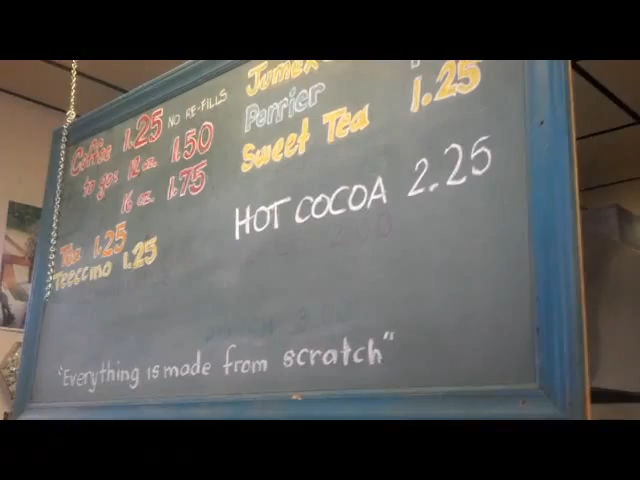 Coffee 1.25 NO RE-FILLS
to go: 12 oz. 1.50
16 oz. 1.75
Tea 1.25
Teeccino 1.25
Jumex
Perrier
Sweet Tea 1.25
HOT COCOA 2.25
"Everything is made from scratch"